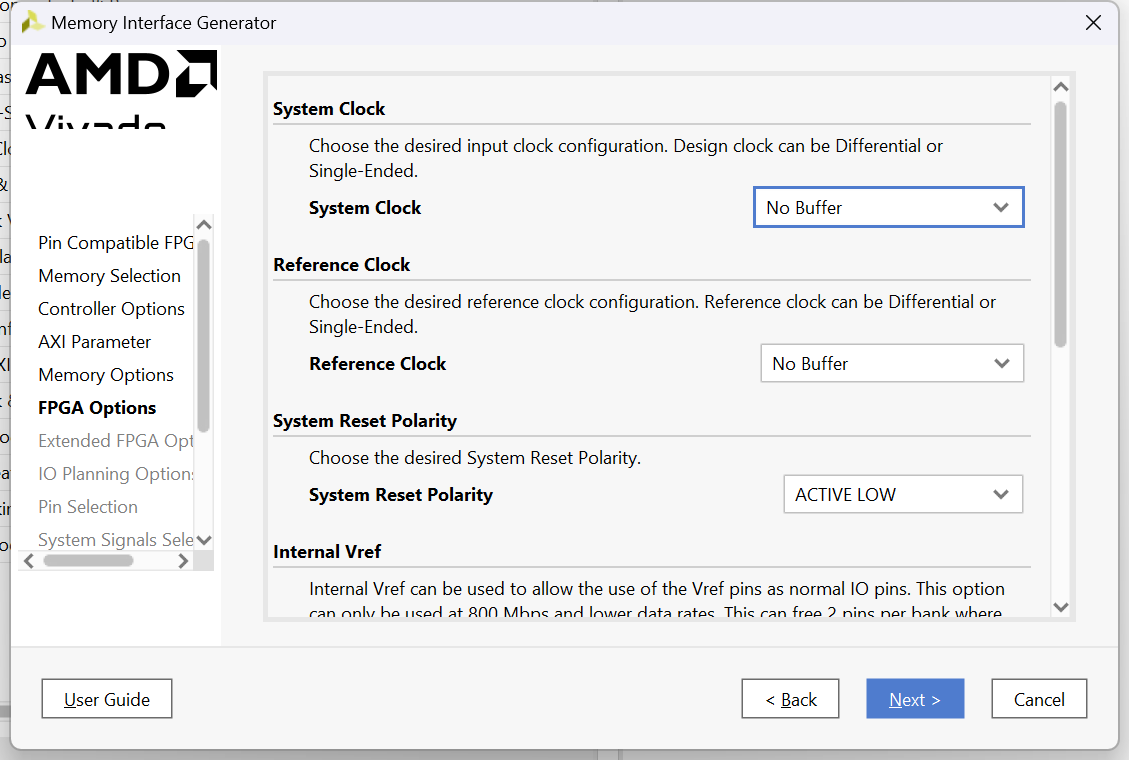 Memory Interface Generator
AMD
Vivado
Pin Compatible FPG
Memory Selection
Controller Options
AXI Parameter
Memory Options
FPGA Options
Extended FPGA Opt
IO Planning Options
Pin Selection
System Signals Sele
System Clock
Choose the desired input clock configuration. Design clock can be Differential or
Single-Ended.
System Clock
No Buffer
Reference Clock
Choose the desired reference clock configuration. Reference clock can be Differential or
Single-Ended.
Reference Clock
No Buffer
System Reset Polarity
Choose the desired System Reset Polarity.
System Reset Polarity
ACTIVE LOW
Internal Vref
Internal Vref can be used to allow the use of the Vref pins as normal IO pins. This option
can only be used at 800 Mbps and lower data rates. This can free 2 pins per bank where
User Guide
< Back
Next >
Cancel